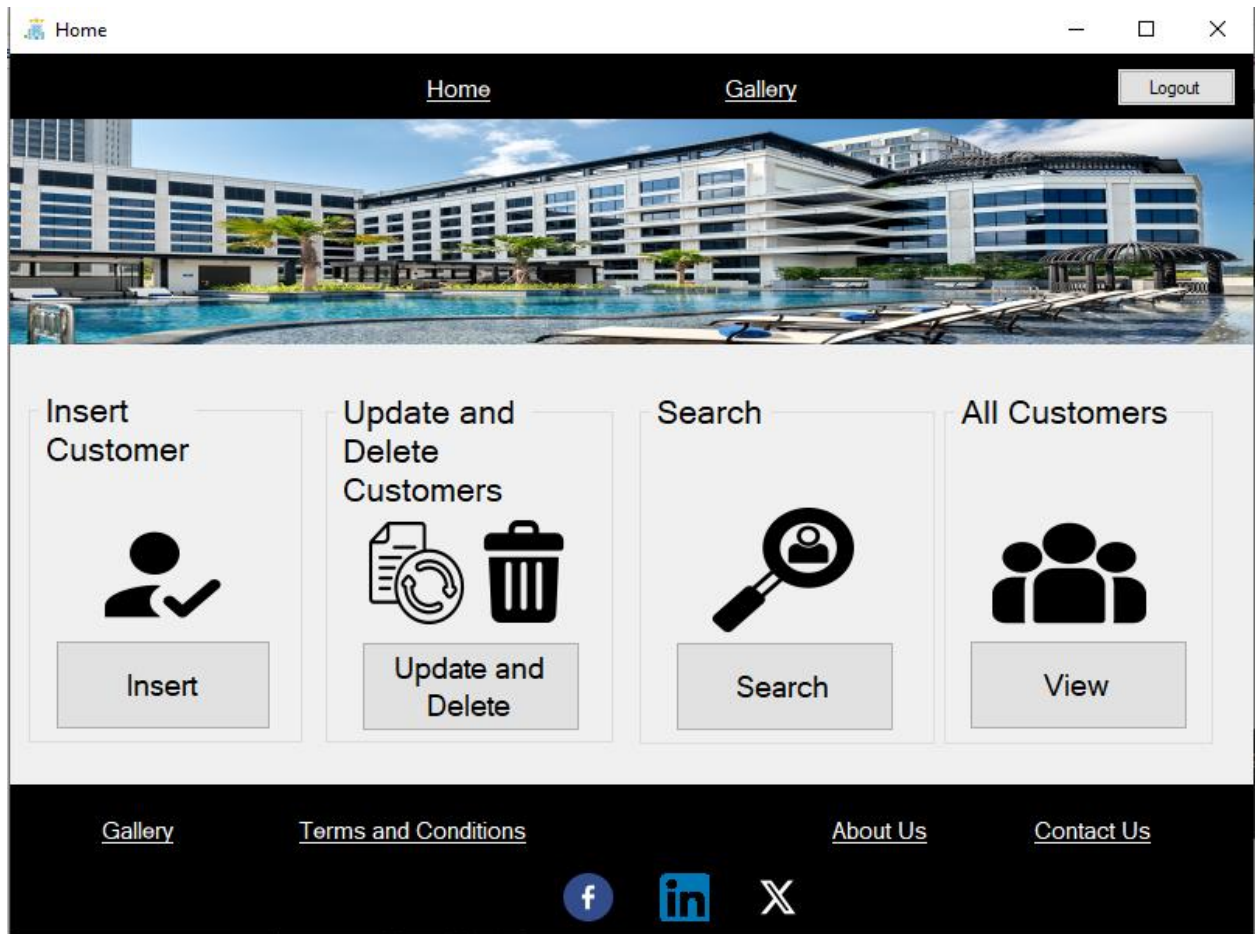 Home
Home
Gallery
Logout
Insert
Customer
Update and
Delete
Customers
Search
All Customers
Insert
Update and
Delete
Search
View
Gallery
Terms and Conditions
About Us
Contact Us
f
in
X